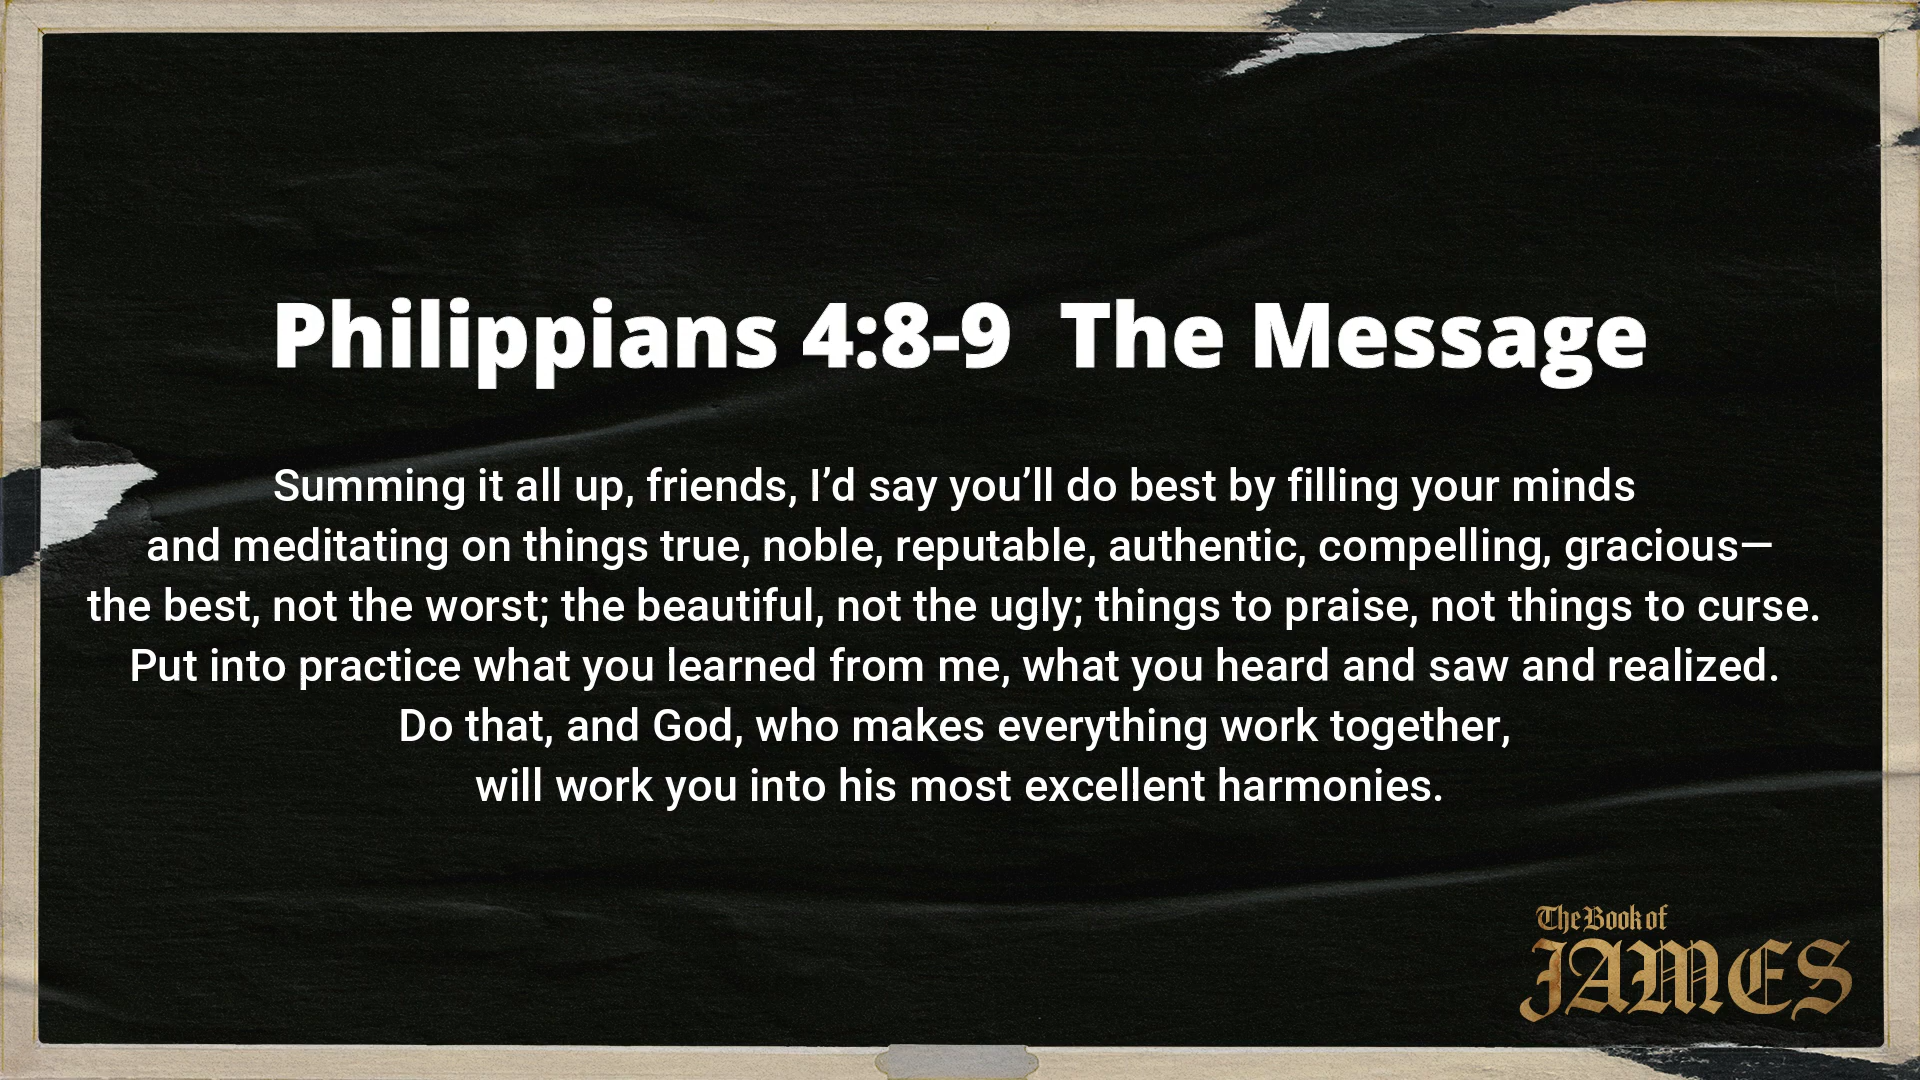 Philippians 4:8-9  The Message
Summing it all up, friends, I’d say you’ll do best by filling your minds
and meditating on things true, noble, reputable, authentic, compelling, gracious—
the best, not the worst; the beautiful, not the ugly; things to praise, not things to curse.
Put into practice what you learned from me, what you heard and saw and realized.
Do that, and God, who makes everything work together,
will work you into his most excellent harmonies.
The Book of
JAMES